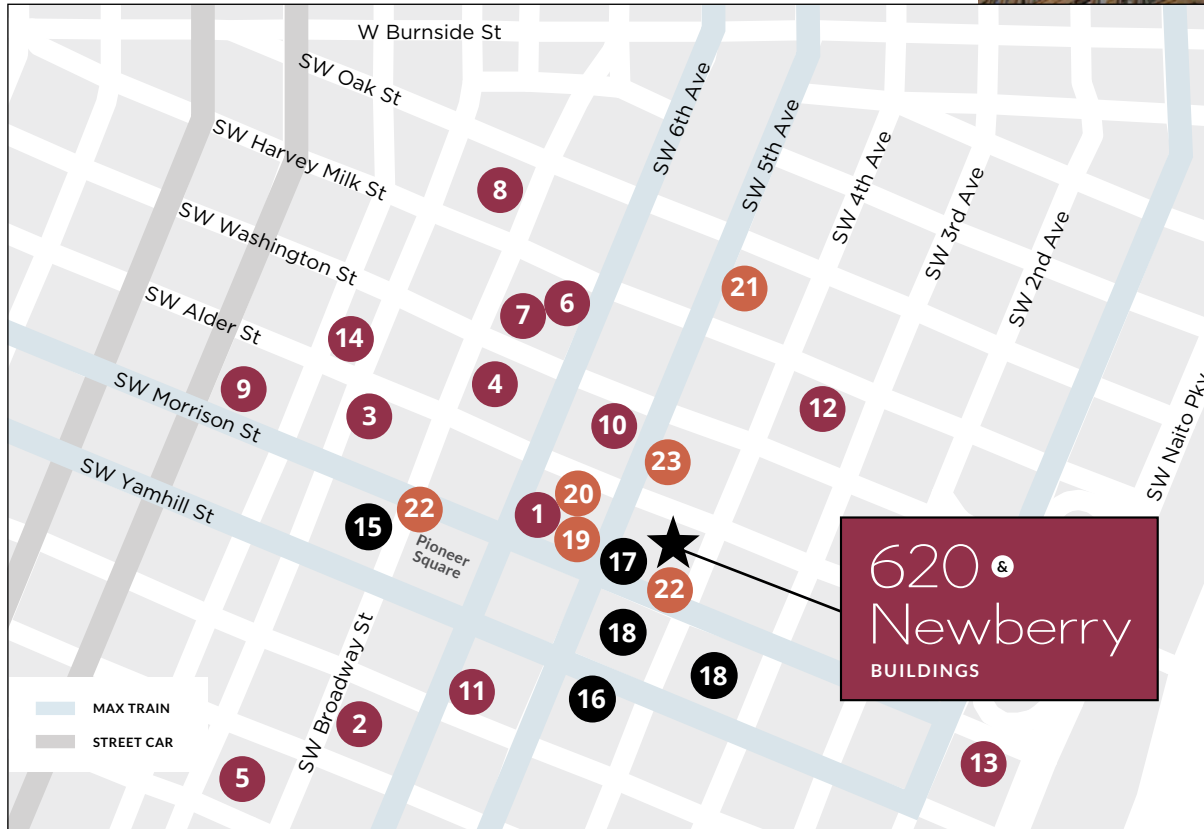 W Burnside St
SW Oak St
SW 6th Ave
SW 5th Ave
SW Harvey Milk St
8
SW 4th Ave
SW 3rd Ave
SW Washington St
SW 2nd Ave
21
6
7
SW Alder St
14
4
9
SW Morrison St
3
12
10
SW Naito Pky
23
SW Yamhill St
20
22
1
15
19
Pioneer
Square
17
22
620 &
Newberry
BUILDINGS
18
18
SW Broadway St
11
16
MAX TRAIN
2
STREET CAR
13
5